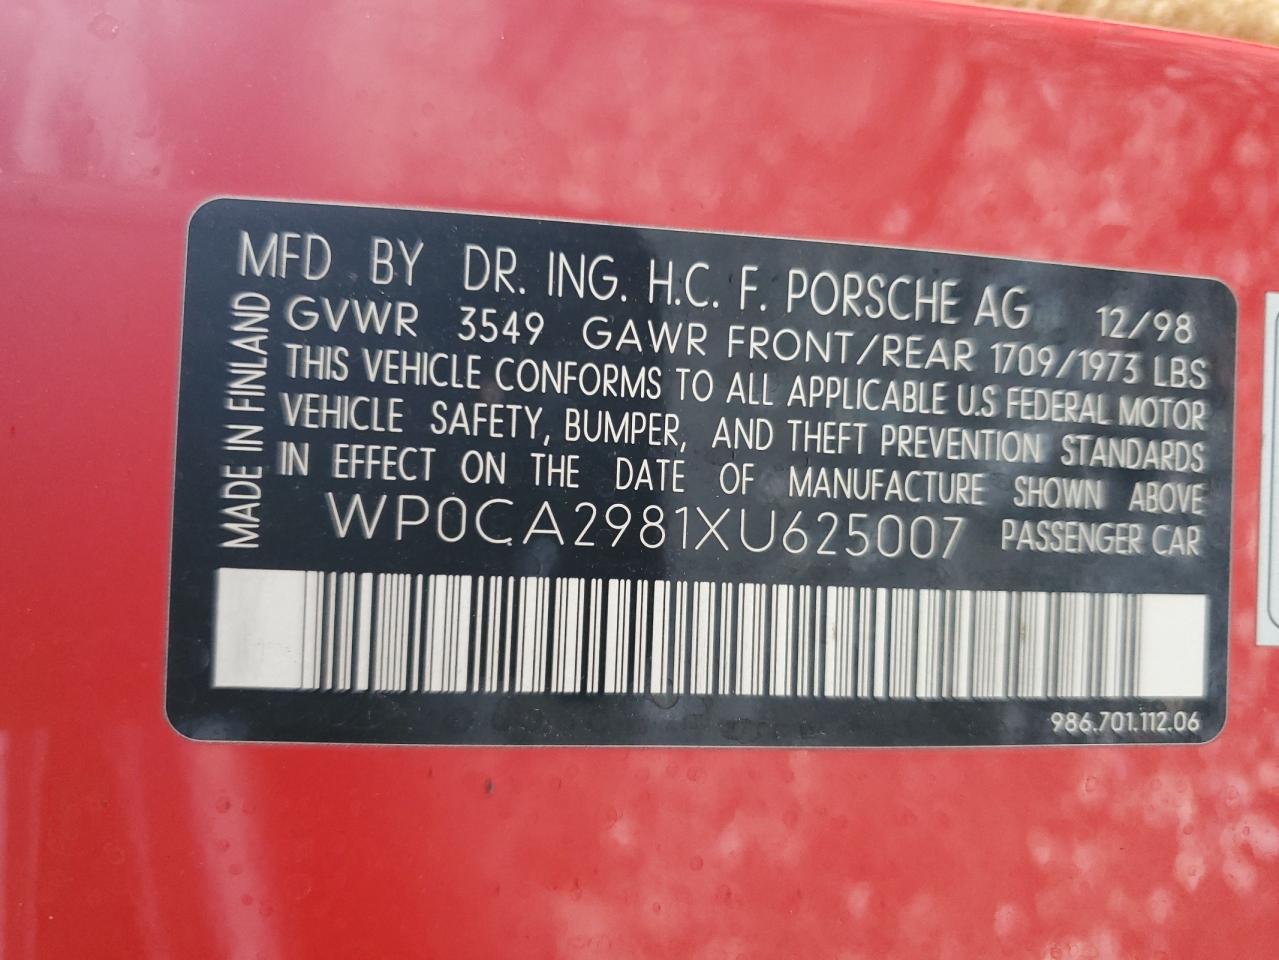 MFD BY DR. ING. H.C. F. PORSCHE AG 12/98
GVWR 3549 GAWR FRONT/REAR 1709/1973 LBS
THIS VEHICLE CONFORMS TO ALL APPLICABLE U.S FEDERAL MOTOR
VEHICLE SAFETY, BUMPER, AND THEFT PREVENTION STANDARDS
IN EFFECT ON THE DATE OF MANUFACTURE SHOWN ABOVE
WP0CA2981XU625007 PASSENGER CAR
MADE IN FINLAND
986.701.112.06